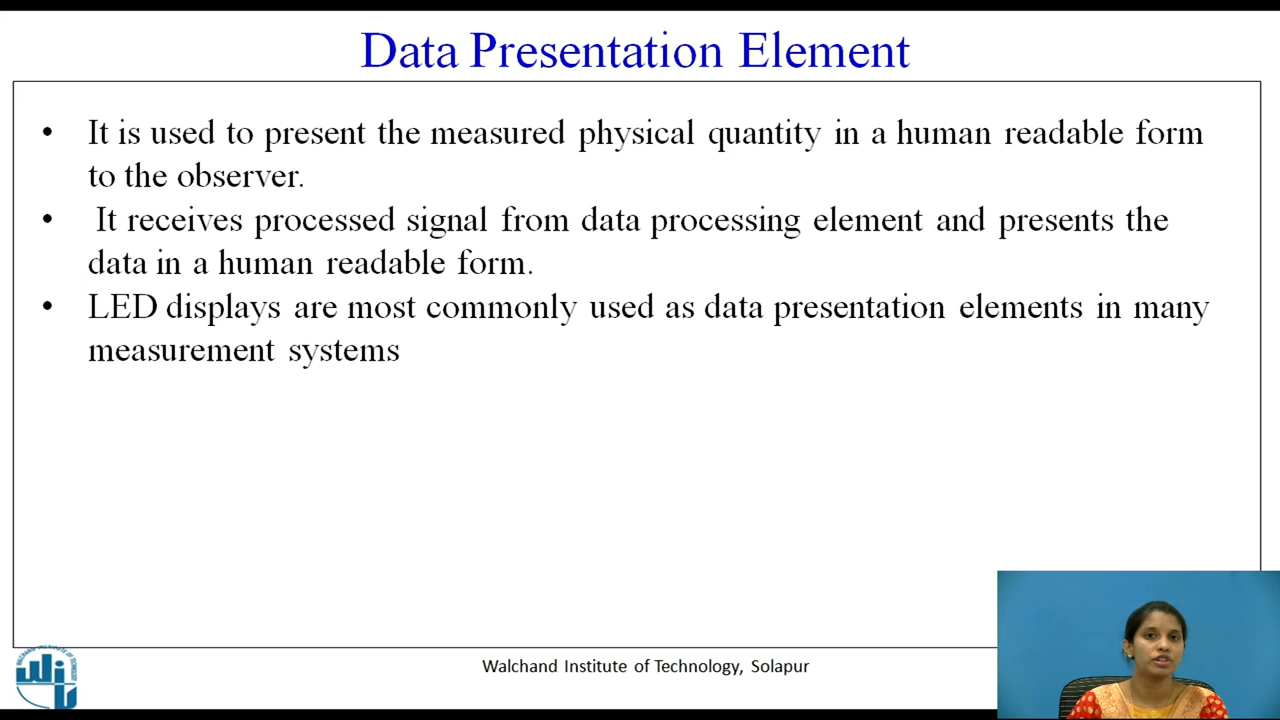 Data Presentation Element
• It is used to present the measured physical quantity in a human readable form
to the observer.
• It receives processed signal from data processing element and presents the
data in a human readable form.
• LED displays are most commonly used as data presentation elements in many
measurement systems
Walchand Institute of Technology, Solapur